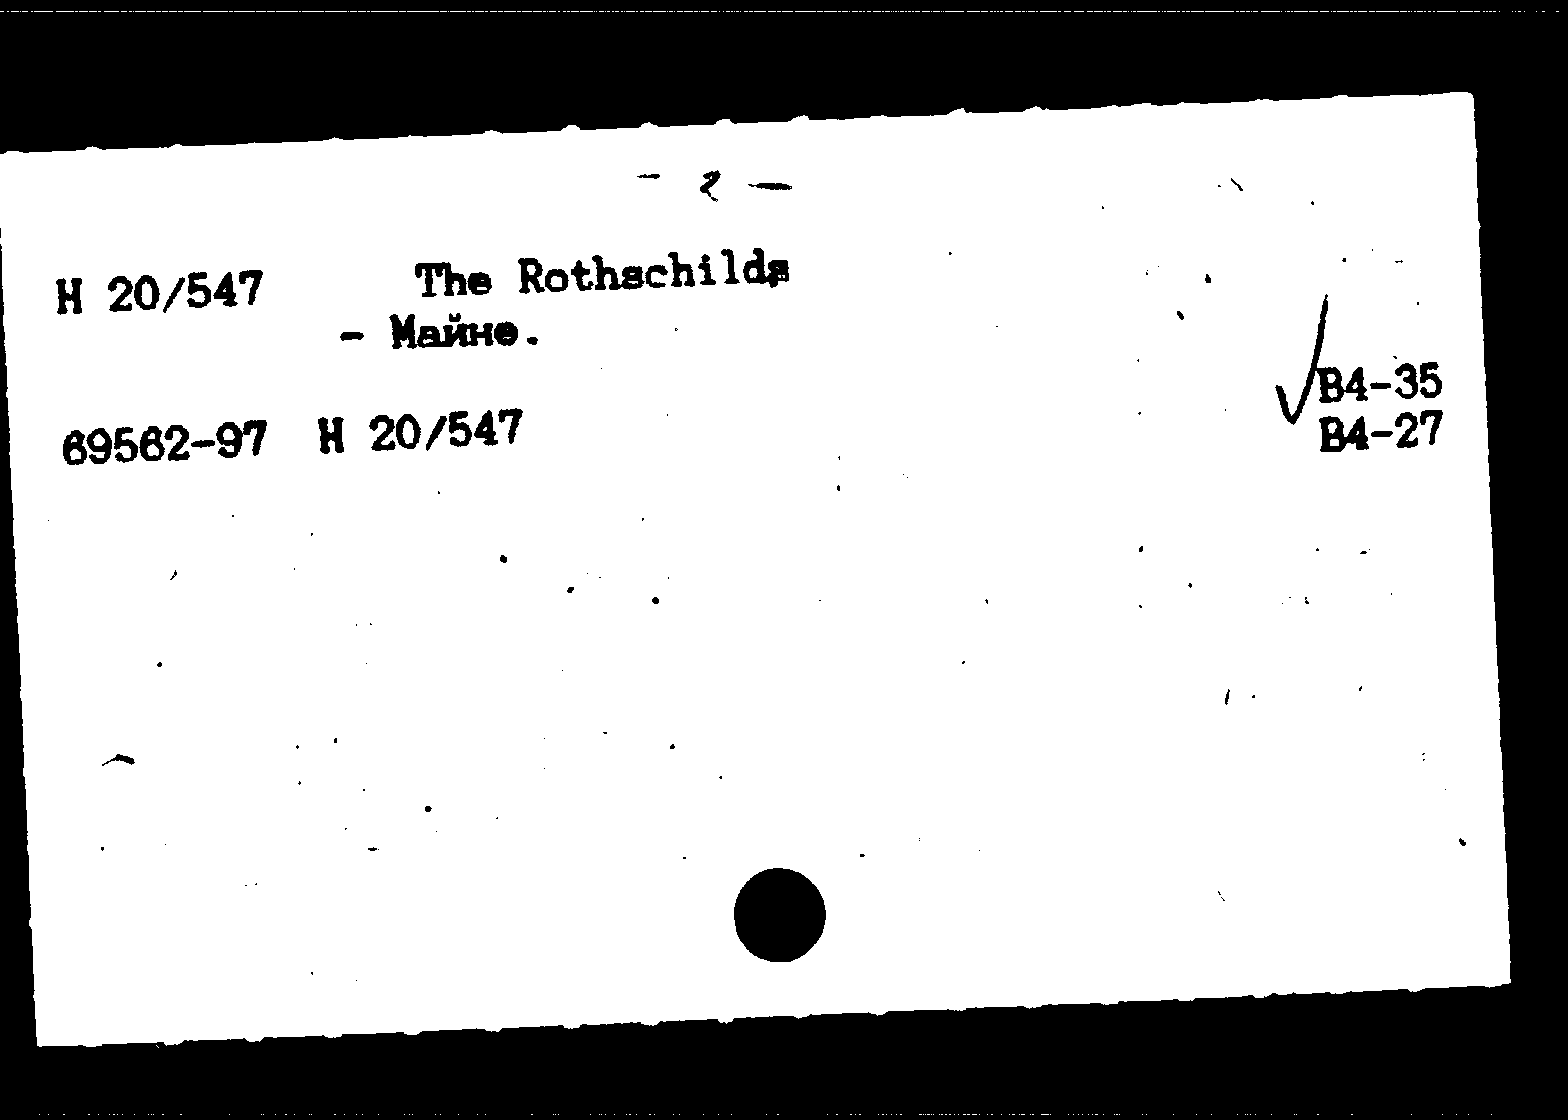 - 2 -
H 20/547 The Rothschilds
- Майне.
B4-35
69562-97 H 20/547 B4-27